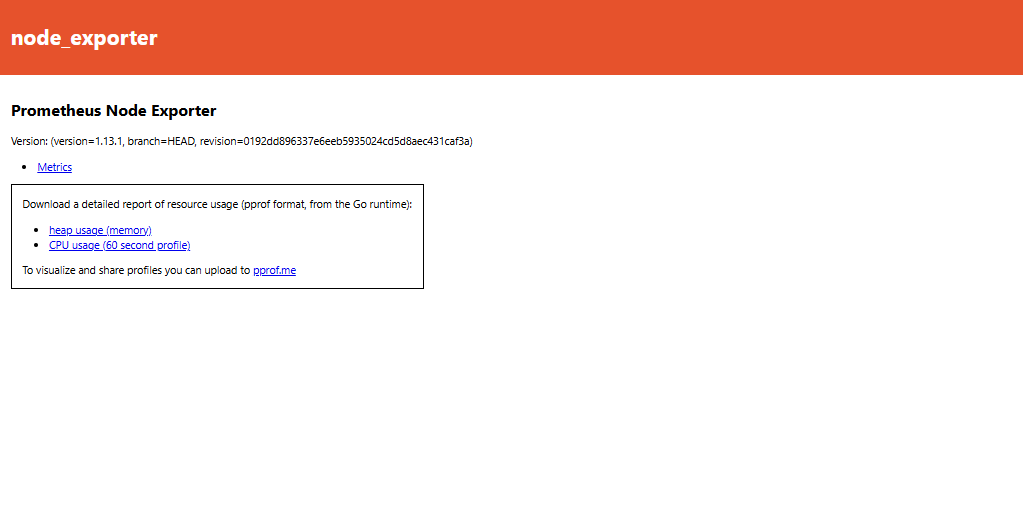 node_exporter
Prometheus Node Exporter
Version: (version=1.13.1, branch=HEAD, revision=0192dd896337e6eeb5935024cd5d8aec431caf3a)
Metrics
Download a detailed report of resource usage (pprof format, from the Go runtime):
heap usage (memory)
CPU usage (60 second profile)
To visualize and share profiles you can upload to pprof.me